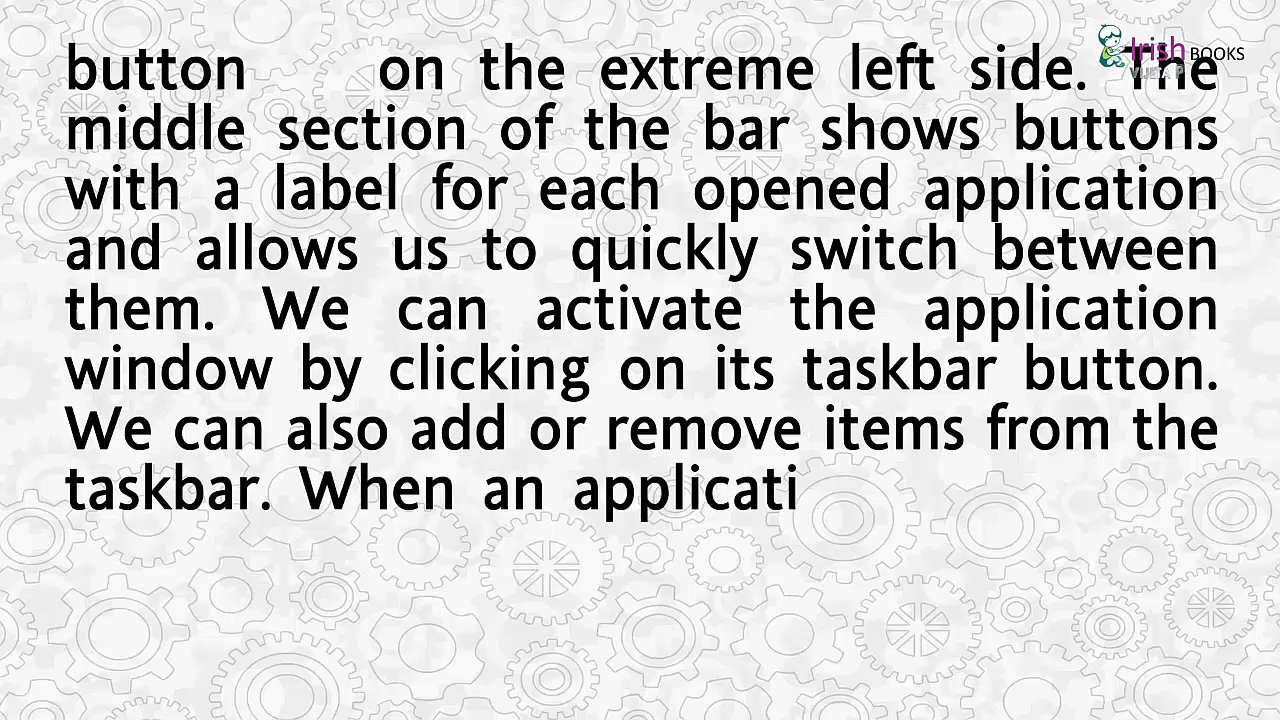 button on the extreme left side. The
middle section of the bar shows buttons
with a label for each opened application
and allows us to quickly switch between
them. We can activate the application
window by clicking on its taskbar button.
We can also add or remove items from the
taskbar. When an applicati
Irish BOOKS